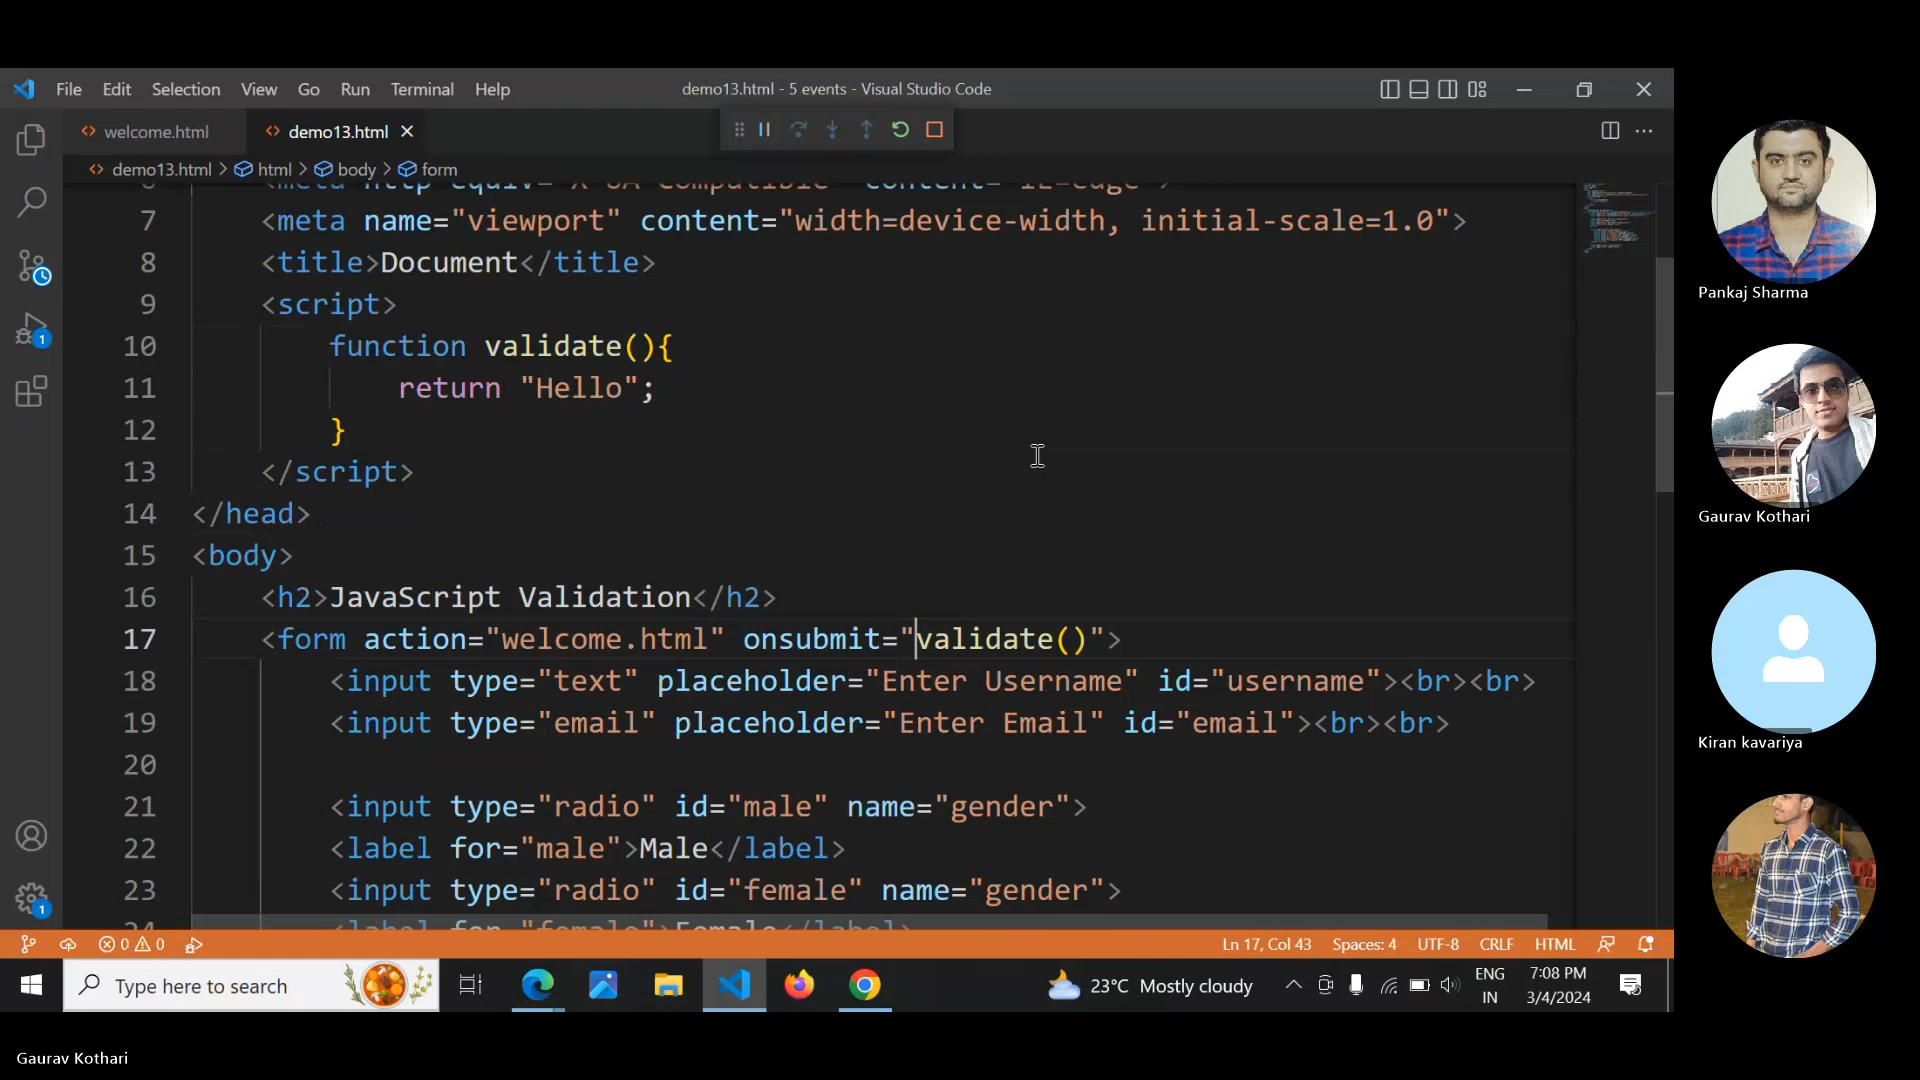 File Edit Selection View Go Run Terminal Help
demo13.html - 5 events - Visual Studio Code
welcome.html
demo13.html
demo13.html > html > body > form
7 <meta name="viewport" content="width=device-width, initial-scale=1.0">
8 <title>Document</title>
9 <script>
10 function validate(){
11 return "Hello";
12 }
13 </script>
14 </head>
15 <body>
16 <h2>JavaScript Validation</h2>
17 <form action="welcome.html" onsubmit="validate()">
18 <input type="text" placeholder="Enter Username" id="username"><br><br>
19 <input type="email" placeholder="Enter Email" id="email"><br><br>
20
21 <input type="radio" id="male" name="gender">
22 <label for="male">Male</label>
23 <input type="radio" id="female" name="gender">
1
1
0 0
Ln 17, Col 43 Spaces: 4 UTF-8 CRLF HTML
Type here to search
23°C Mostly cloudy
ENG
IN
7:08 PM
3/4/2024
Pankaj Sharma
Gaurav Kothari
Kiran kavariya
Gaurav Kothari